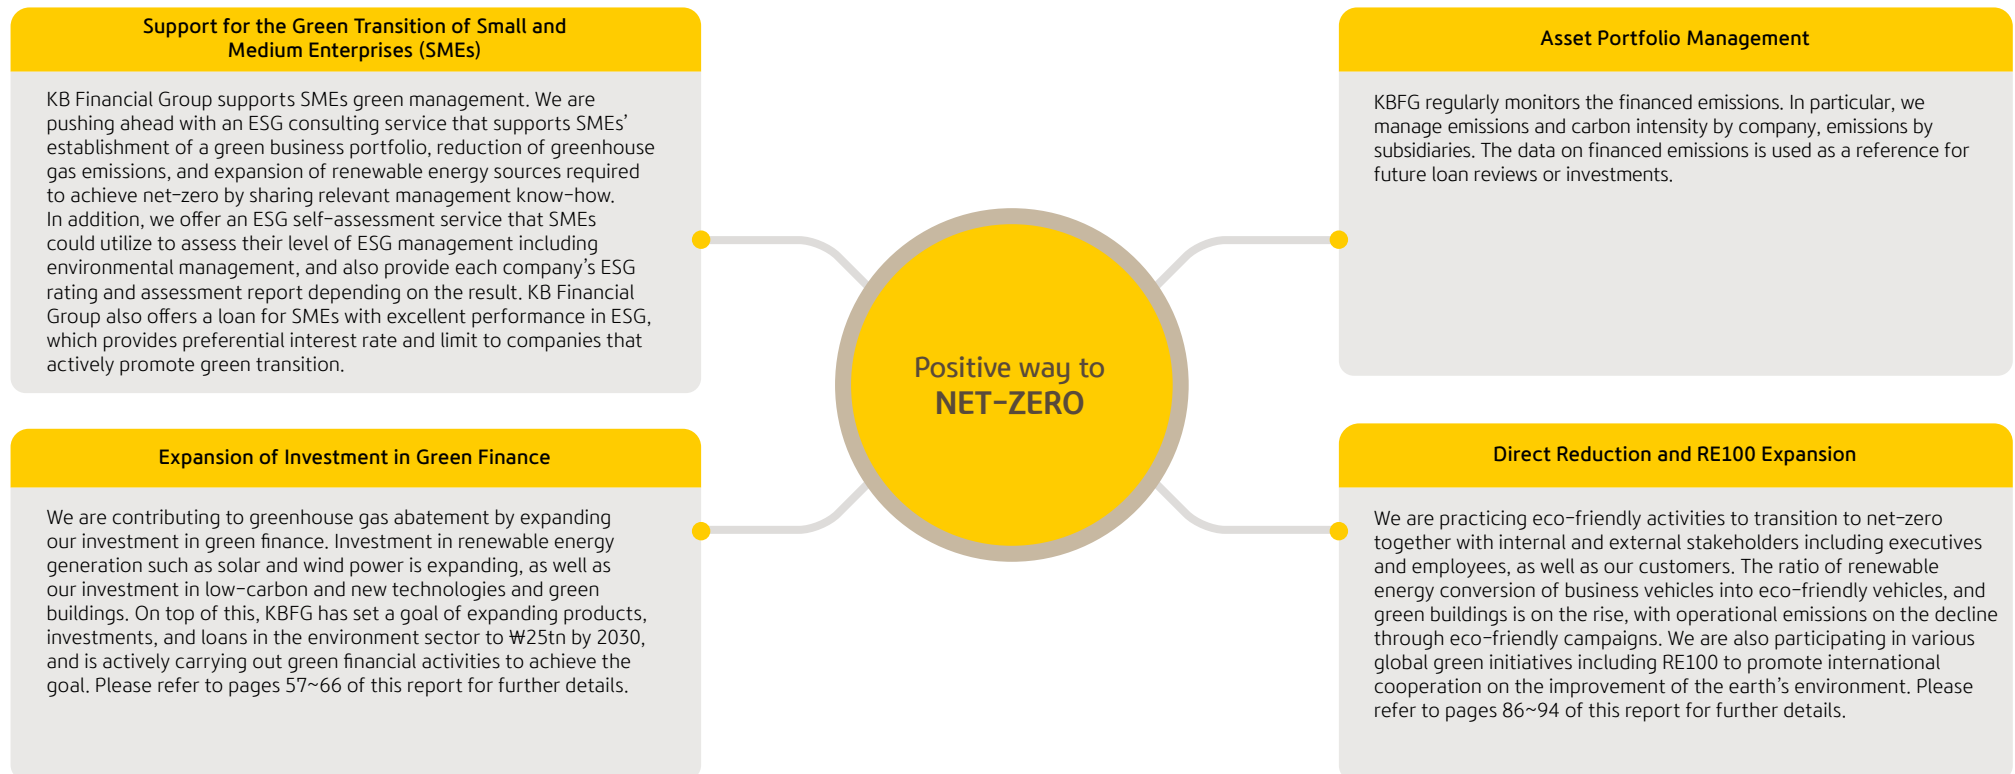 Support for the Green Transition of Small and
Medium Enterprises (SMEs)
KB Financial Group supports SMEs green management. We are
pushing ahead with an ESG consulting service that supports SMEs’
establishment of a green business portfolio, reduction of greenhouse
gas emissions, and expansion of renewable energy sources required
to achieve net-zero by sharing relevant management know-how.
In addition, we offer an ESG self-assessment service that SMEs
could utilize to assess their level of ESG management including
environmental management, and also provide each company’s ESG
rating and assessment report depending on the result. KB Financial
Group also offers a loan for SMEs with excellent performance in ESG,
which provides preferential interest rate and limit to companies that
actively promote green transition.
Expansion of Investment in Green Finance
We are contributing to greenhouse gas abatement by expanding
our investment in green finance. Investment in renewable energy
generation such as solar and wind power is expanding, as well as
our investment in low-carbon and new technologies and green
buildings. On top of this, KBFG has set a goal of expanding products,
investments, and loans in the environment sector to ₩25tn by 2030,
and is actively carrying out green financial activities to achieve the
goal. Please refer to pages 57~66 of this report for further details.
Positive way to
NET-ZERO
Asset Portfolio Management
KBFG regularly monitors the financed emissions. In particular, we
manage emissions and carbon intensity by company, emissions by
subsidiaries. The data on financed emissions is used as a reference for
future loan reviews or investments.
Direct Reduction and RE100 Expansion
We are practicing eco-friendly activities to transition to net-zero
together with internal and external stakeholders including executives
and employees, as well as our customers. The ratio of renewable
energy conversion of business vehicles into eco-friendly vehicles, and
green buildings is on the rise, with operational emissions on the decline
through eco-friendly campaigns. We are also participating in various
global green initiatives including RE100 to promote international
cooperation on the improvement of the earth’s environment. Please
refer to pages 86~94 of this report for further details.